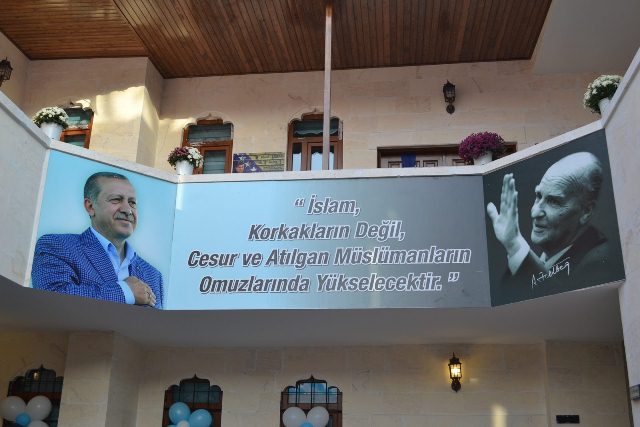 “ İslam,
Korkakların Değil,
Cesur ve Atılgan Müslümanların
Omuzlarında Yükselecektir. ”